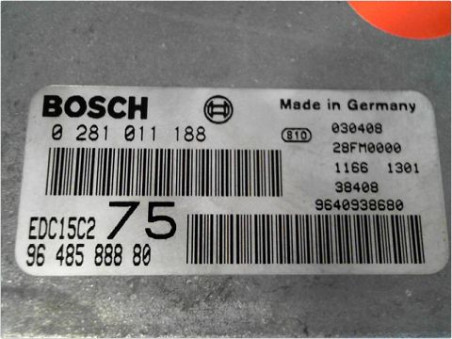 BOSCH
Made in Germany
0 281 011 188
810
030408
28FM0000
1166 1301
38408
9640938680
EDC15C2 75
96 485 888 80